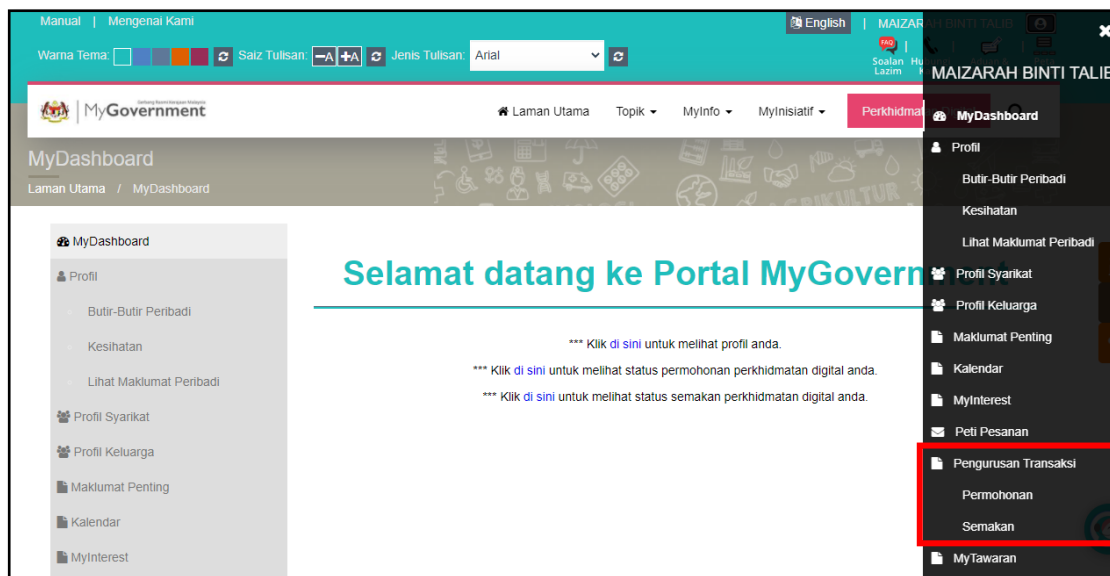 Manual | Mengenai Kami
English | MAIZARAH BINTI TALIB
Warna Tema: Saiz Tulisan: -A +A Jenis Tulisan: Arial
FAQ
Soalan
Lazim
MyGovernment
Laman Utama Topik MyInfo MyInisiatif
MyDashboard
Laman Utama / MyDashboard
MyDashboard
Profil
Butir-Butir Peribadi
Kesihatan
Lihat Maklumat Peribadi
Profil Syarikat
Profil Keluarga
Maklumat Penting
Kalendar
MyInterest
Selamat datang ke Portal MyGovernment
*** Klik di sini untuk melihat profil anda.
*** Klik di sini untuk melihat status permohonan perkhidmatan digital anda.
*** Klik di sini untuk melihat status semakan perkhidmatan digital anda.
MAIZARAH BINTI TALIB
MyDashboard
Profil
Butir-Butir Peribadi
Kesihatan
Lihat Maklumat Peribadi
Profil Syarikat
Profil Keluarga
Maklumat Penting
Kalendar
MyInterest
Peti Pesanan
Pengurusan Transaksi
Permohonan
Semakan
MyTawaran